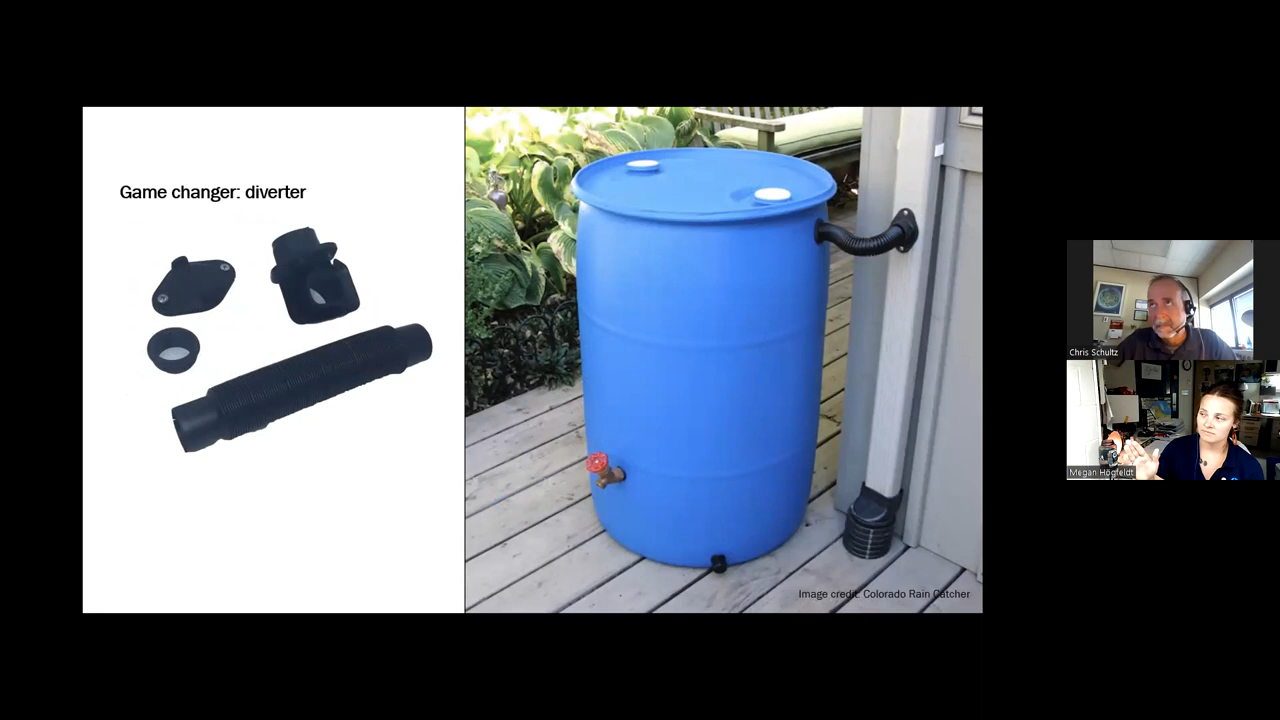 Game changer: diverter
Image credit: Colorado Rain Catcher
Chris Schultz
Megan Hogfeldt